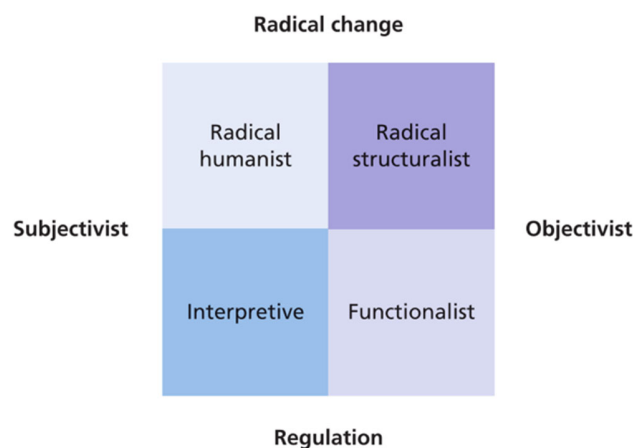 Radical change
Radical
humanist
Radical
structuralist
Subjectivist
Objectivist
Interpretive
Functionalist
Regulation